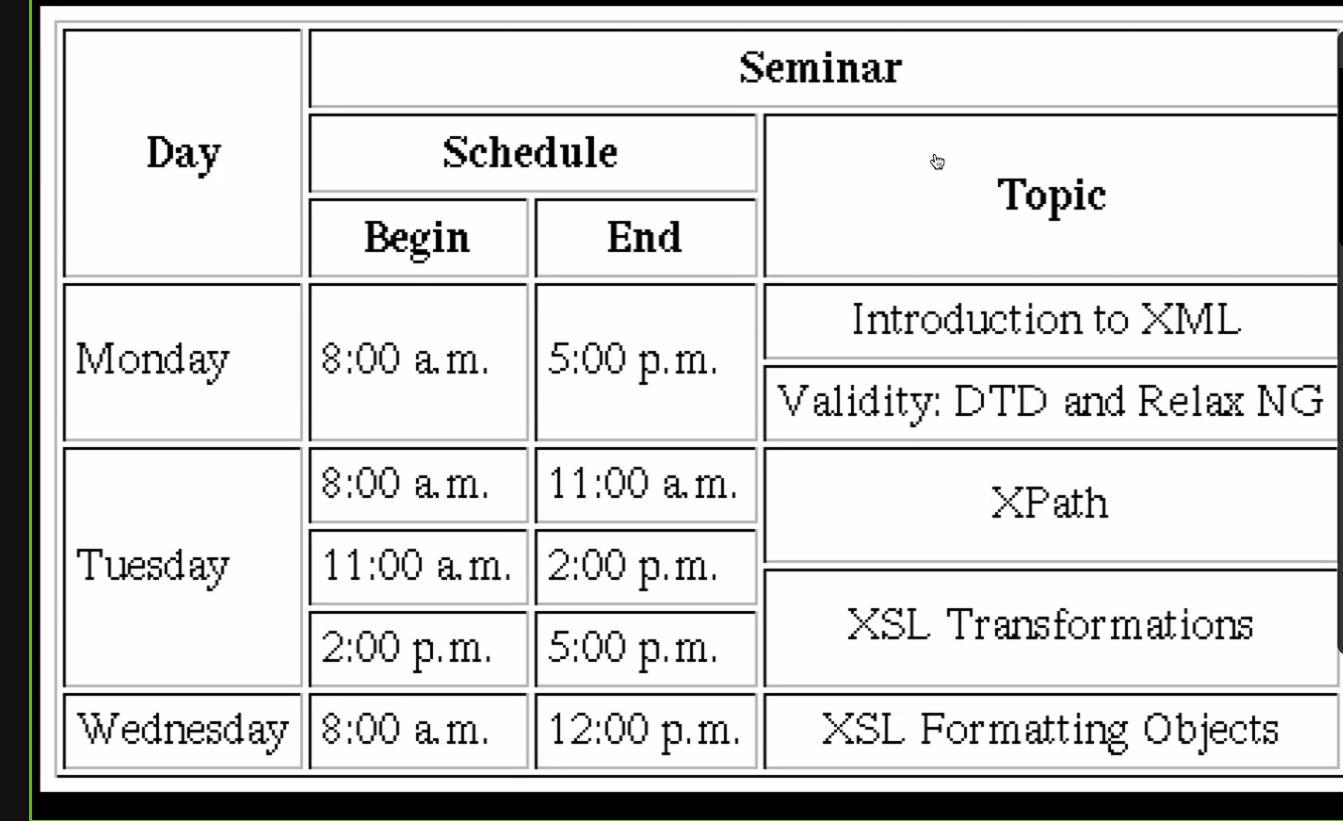 Day
Seminar
Schedule
Topic
Begin
End
Monday
8:00 a.m.
5:00 p.m.
Introduction to XML
Validity: DTD and Relax NG
Tuesday
8:00 a.m.
11:00 a.m.
XPath
11:00 a.m.
2:00 p.m.
XSL Transformations
2:00 p.m.
5:00 p.m.
Wednesday
8:00 a.m.
12:00 p.m.
XSL Formatting Objects